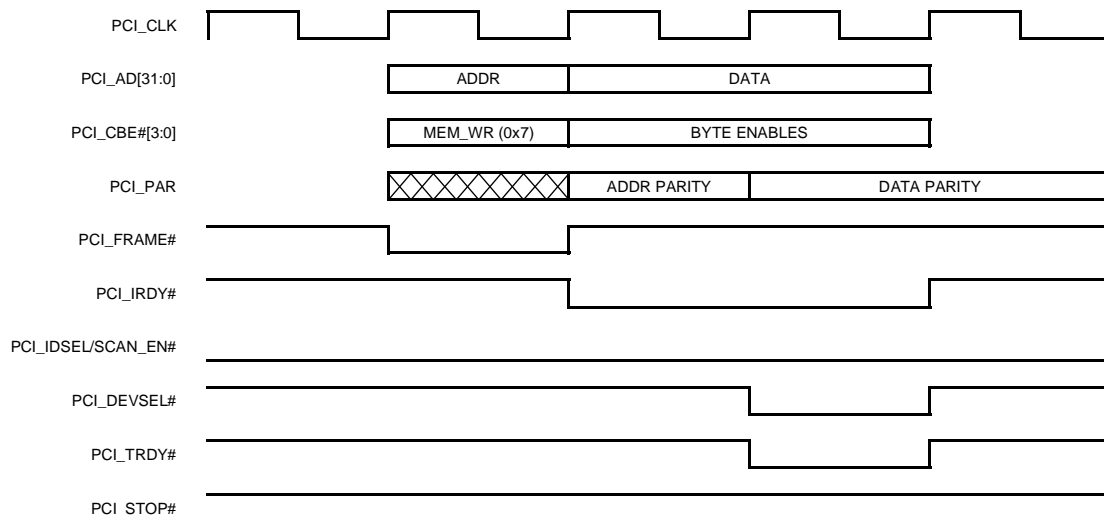 PCI_CLK
PCI_AD[31:0] ADDR DATA
PCI_CBE#[3:0] MEM_WR (0x7) BYTE ENABLES
PCI_PAR ADDR PARITY DATA PARITY
PCI_FRAME#
PCI_IRDY#
PCI_IDSEL/SCAN_EN#
PCI_DEVSEL#
PCI_TRDY#
PCI_STOP#